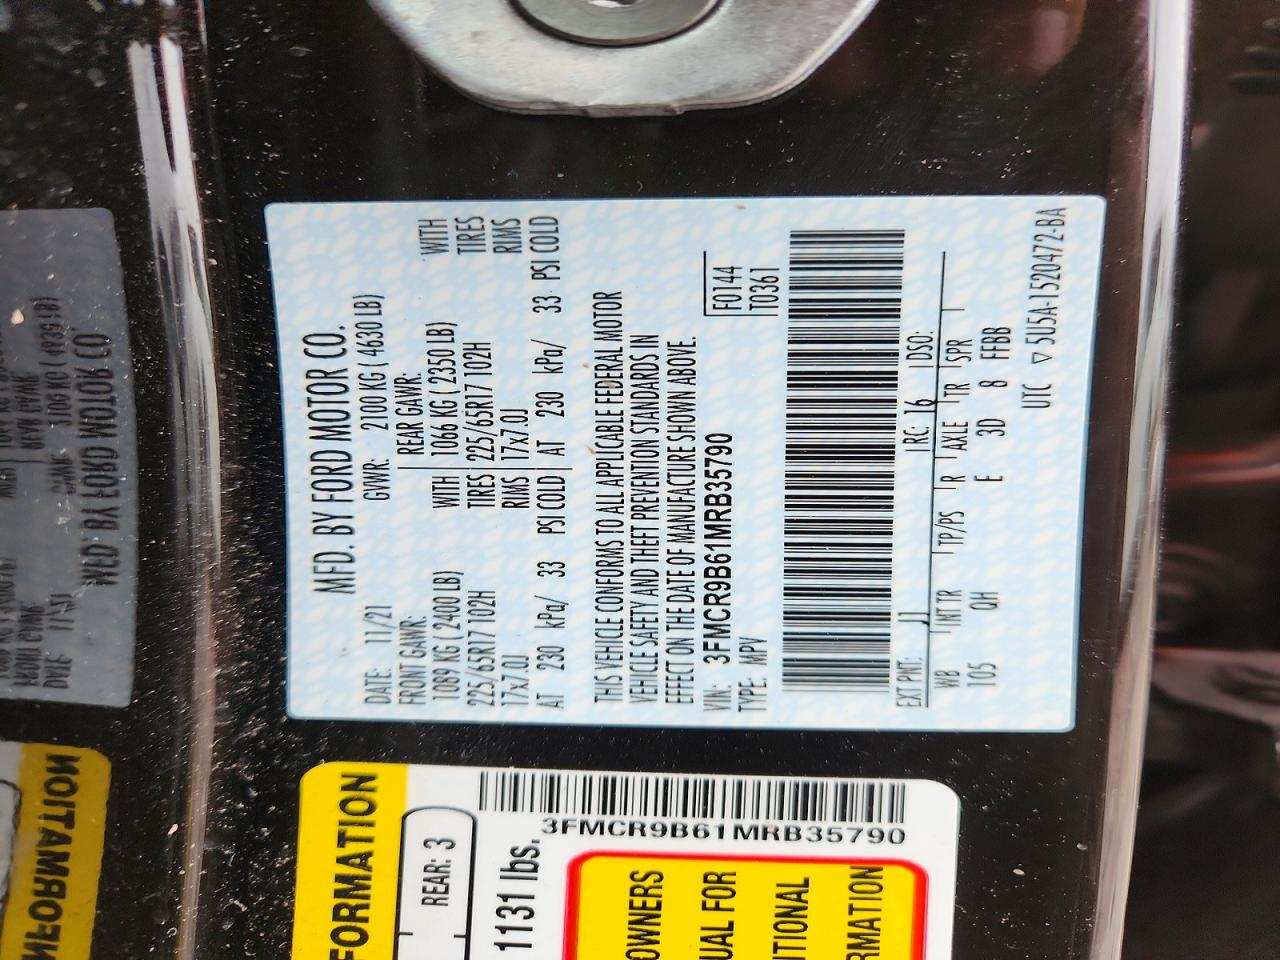 MFD. BY FORD MOTOR CO.
DATE: 11/21 GVWR: 2100 KG ( 4630 LB)
FRONT GAWR: REAR GAWR:
1089 KG ( 2400 LB) WITH 1066 KG ( 2350 LB) WITH
225/65R17 102H TIRES 225/65R17 102H TIRES
17x7.0J RIMS 17x7.0J RIMS
AT 230 kPa/ 33 PSI COLD AT 230 kPa/ 33 PSI COLD
THIS VEHICLE CONFORMS TO ALL APPLICABLE FEDERAL MOTOR
VEHICLE SAFETY AND THEFT PREVENTION STANDARDS IN
EFFECT ON THE DATE OF MANUFACTURE SHOWN ABOVE.
VIN: 3FMCR9B61MRB35790
TYPE: MPV
F0144
T0361
EXT PNT: J1 RC: 16 DSO:
WB INT TR TP/PS R AXLE TR SPR
105 QH E 3D 8 FFBB
UTC ▽ 5U5A-1520472-BA
FORMATION
REAR: 3
1131 lbs.
3FMCR9B61MRB35790
OWNERS
UAL FOR
ITIONAL
RMATION